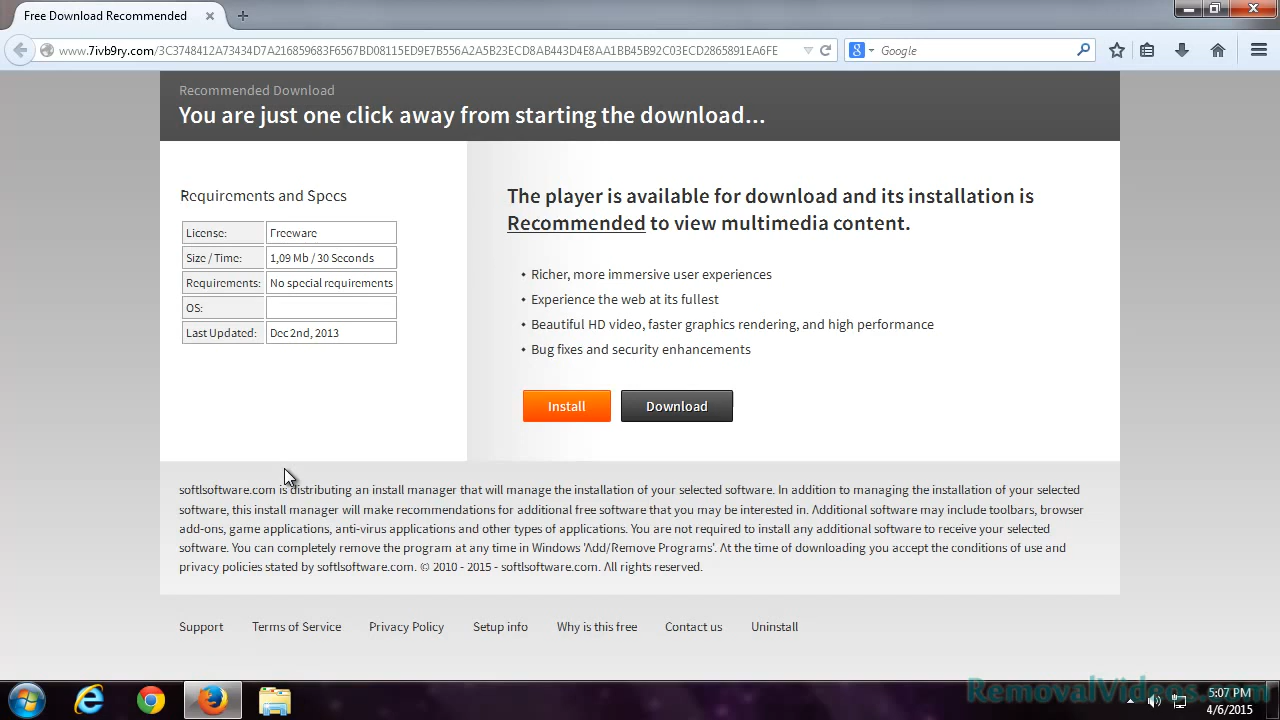 Free Download Recommended
www.7ivb9ry.com/3C3748412A73434D7A216859683F6567BD08115ED9E7B556A2A5B23ECD8AB443D4E8AA1BB45B92C03ECD2865891EA6FE
Google
Recommended Download
You are just one click away from starting the download...
Requirements and Specs
License: Freeware
Size / Time: 1,09 Mb / 30 Seconds
Requirements: No special requirements
OS:
Last Updated: Dec 2nd, 2013
The player is available for download and its installation is
Recommended to view multimedia content.
• Richer, more immersive user experiences
• Experience the web at its fullest
• Beautiful HD video, faster graphics rendering, and high performance
• Bug fixes and security enhancements
Install Download
softlsoftware.com is distributing an install manager that will manage the installation of your selected software. In addition to managing the installation of your selected
software, this install manager will make recommendations for additional free software that you may be interested in. Additional software may include toolbars, browser
add-ons, game applications, anti-virus applications and other types of applications. You are not required to install any additional software to receive your selected
software. You can completely remove the program at any time in Windows 'Add/Remove Programs'. At the time of downloading you accept the conditions of use and
privacy policies stated by softlsoftware.com. © 2010 - 2015 - softlsoftware.com. All rights reserved.
Support Terms of Service Privacy Policy Setup info Why is this free Contact us Uninstall
RemovalVideos.com
5:07 PM
4/6/2015